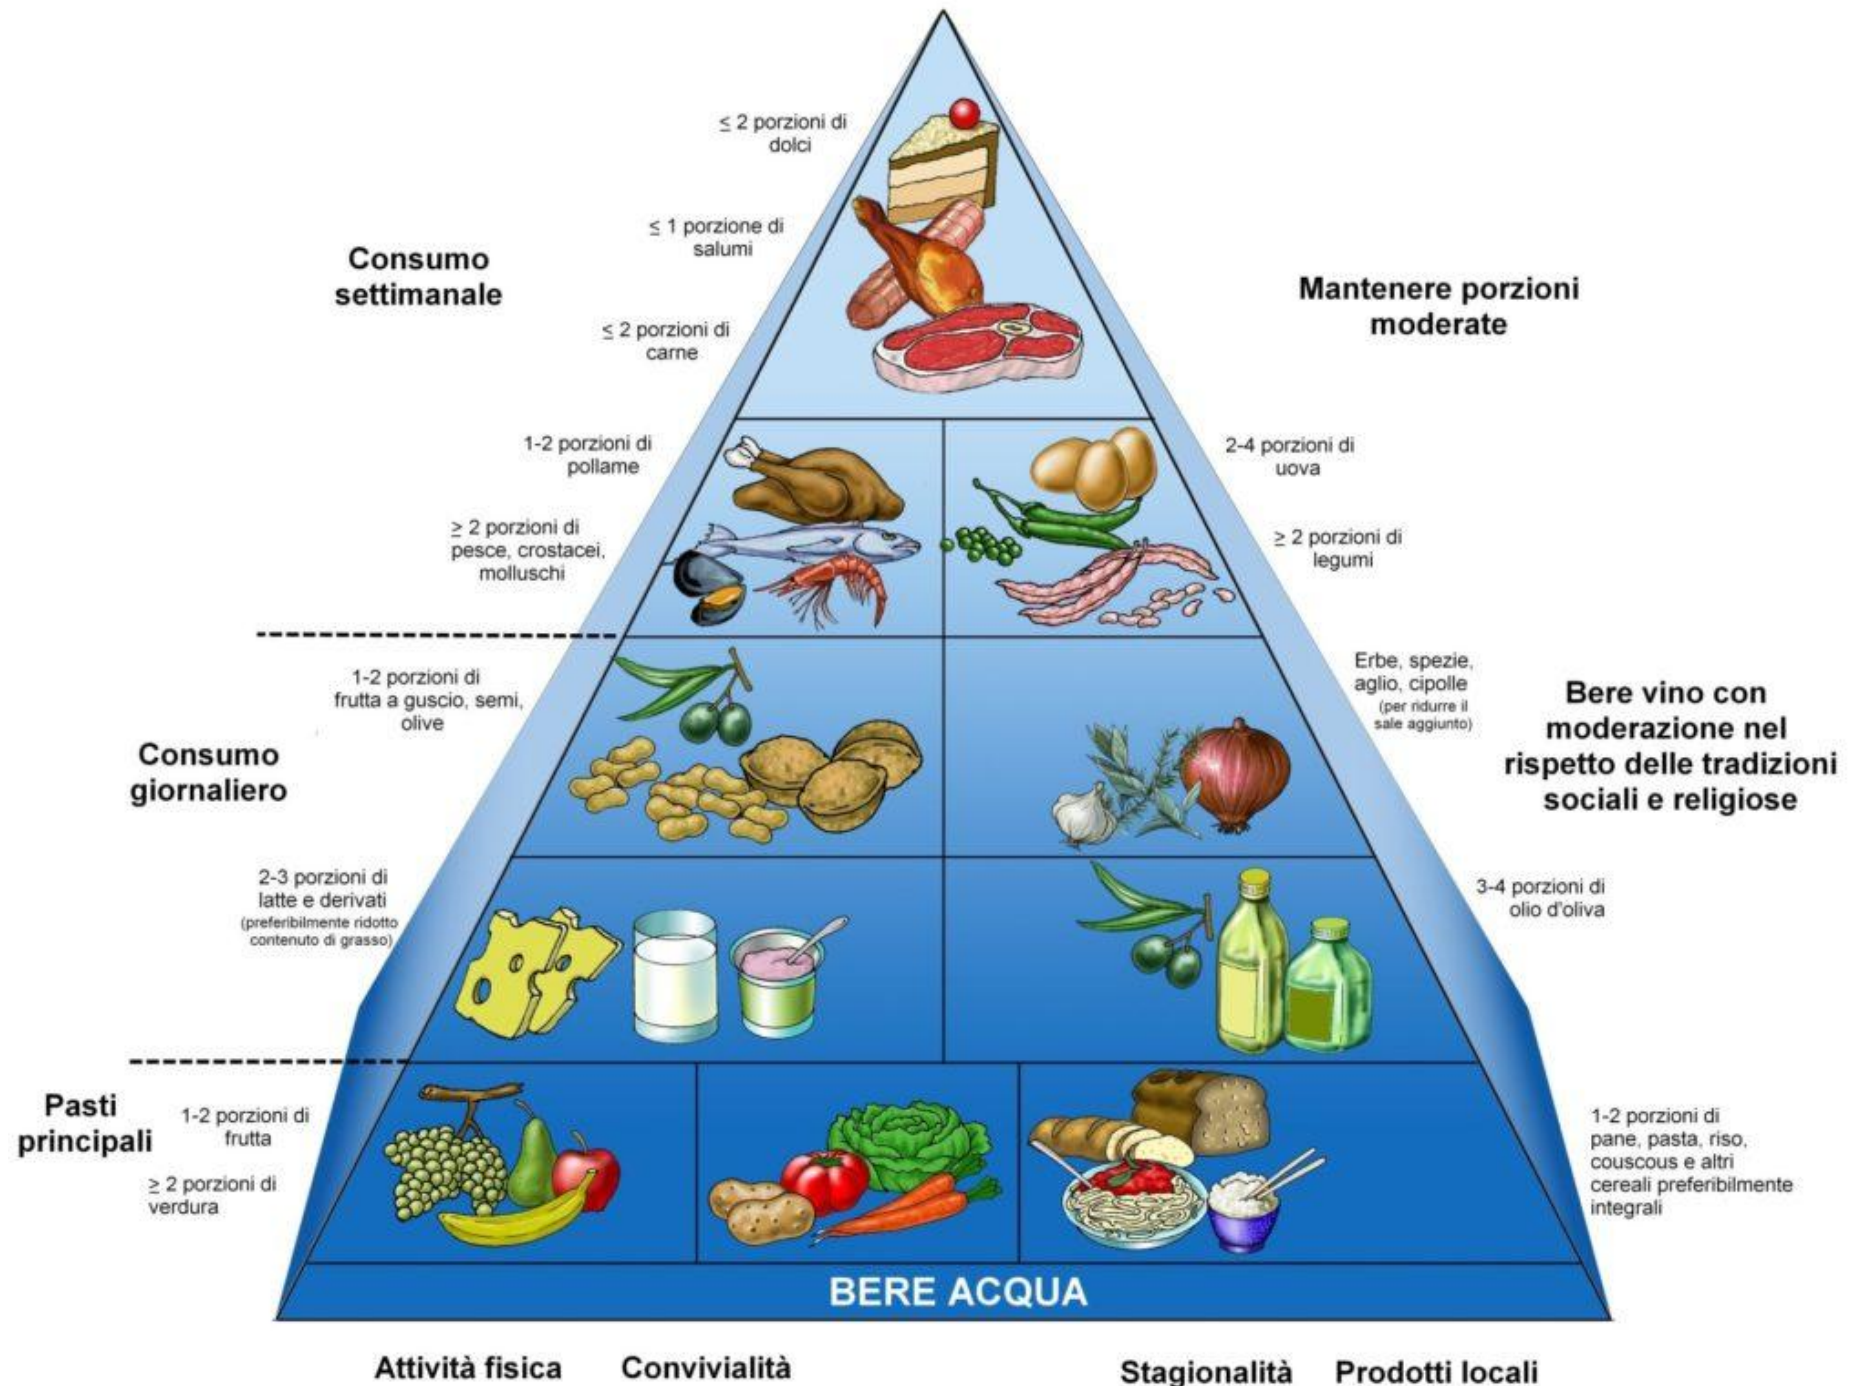 ≤ 2 porzioni di
dolci
≤ 1 porzione di
salumi
Consumo
settimanale
≤ 2 porzioni di
carne
Mantenere porzioni
moderate
1-2 porzioni di
pollame
2-4 porzioni di
uova
≥ 2 porzioni di
pesce, crostacei,
molluschi
≥ 2 porzioni di
legumi
1-2 porzioni di
frutta a guscio, semi,
olive
Erbe, spezie,
aglio, cipolle
(per ridurre il
sale aggiunto)
Consumo
giornaliero
Bere vino con
moderazione nel
rispetto delle tradizioni
sociali e religiose
2-3 porzioni di
latte e derivati
(preferibilmente ridotto
contenuto di grasso)
3-4 porzioni di
olio d'oliva
Pasti
principali
1-2 porzioni di
frutta
≥ 2 porzioni di
verdura
1-2 porzioni di
pane, pasta, riso,
couscous e altri
cereali preferibilmente
integrali
BERE ACQUA
Attività fisica
Convivialità
Stagionalità
Prodotti locali